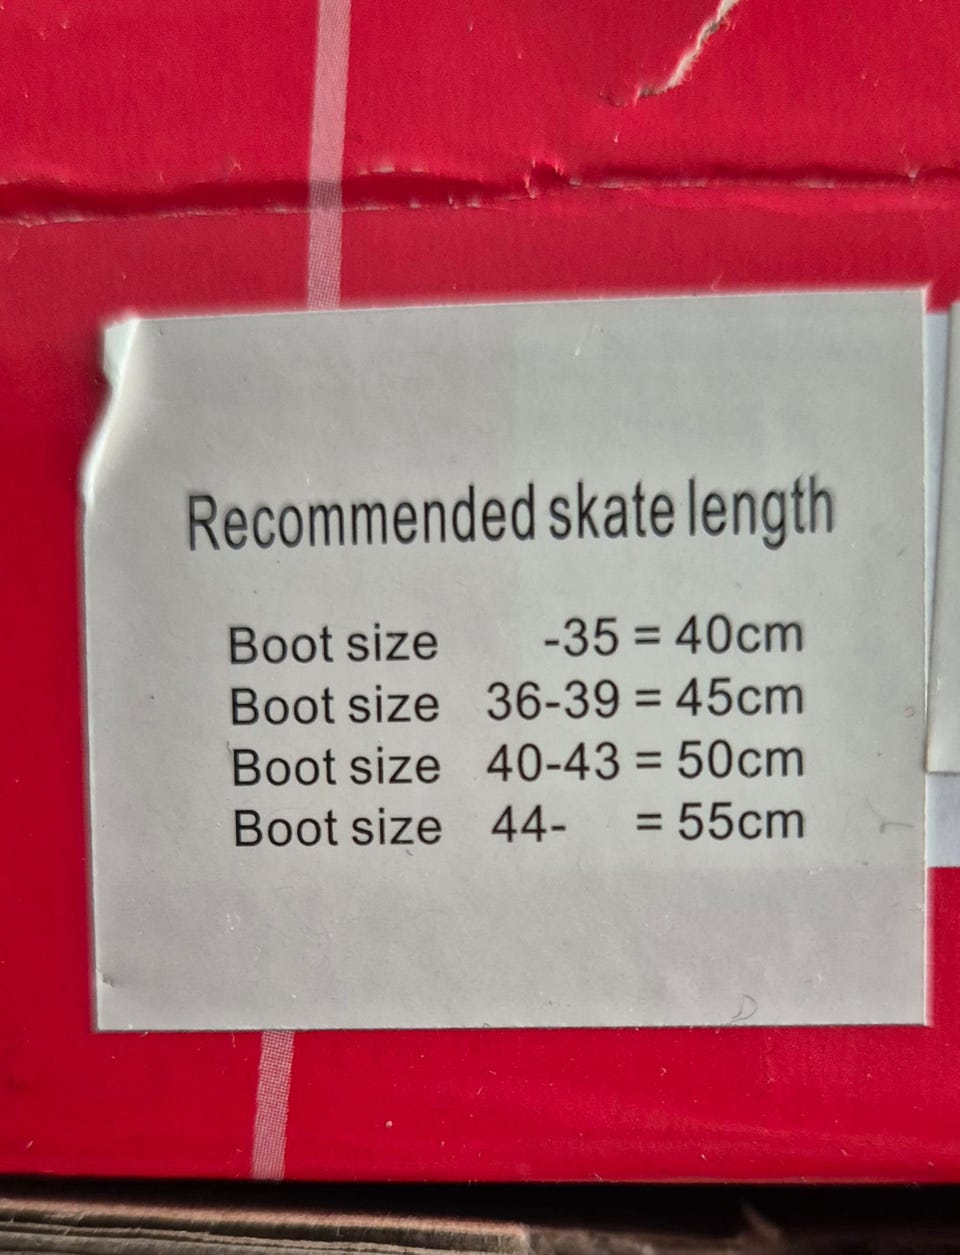 Recommended skate length
Boot size -35 = 40cm
Boot size 36-39 = 45cm
Boot size 40-43 = 50cm
Boot size 44- = 55cm